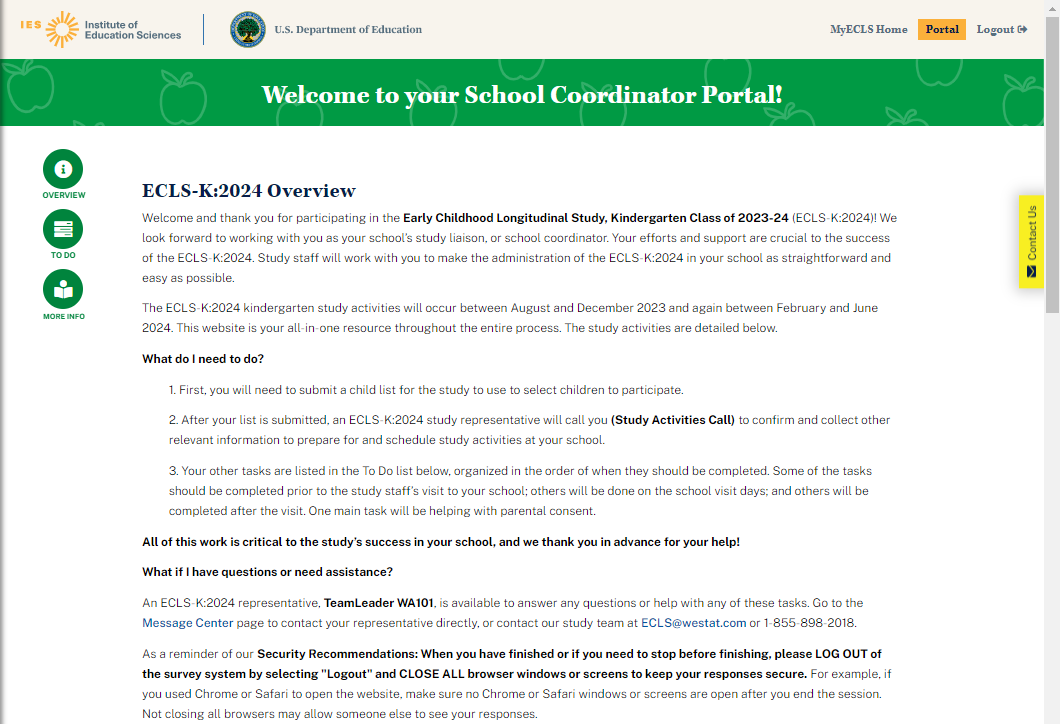 IES Institute of
Education Sciences
U.S. Department of Education
MyECLS Home Portal Logout
Welcome to your School Coordinator Portal!
OVERVIEW
TO DO
MORE INFO
ECLS-K:2024 Overview
Welcome and thank you for participating in the Early Childhood Longitudinal Study, Kindergarten Class of 2023-24 (ECLS-K:2024)! We
look forward to working with you as your school's study liaison, or school coordinator. Your efforts and support are crucial to the success
of the ECLS-K:2024. Study staff will work with you to make the administration of the ECLS-K:2024 in your school as straightforward and
easy as possible.
The ECLS-K:2024 kindergarten study activities will occur between August and December 2023 and again between February and June
2024. This website is your all-in-one resource throughout the entire process. The study activities are detailed below.
What do I need to do?
1. First, you will need to submit a child list for the study to use to select children to participate.
2. After your list is submitted, an ECLS-K:2024 study representative will call you (Study Activities Call) to confirm and collect other
relevant information to prepare for and schedule study activities at your school.
3. Your other tasks are listed in the To Do list below, organized in the order of when they should be completed. Some of the tasks
should be completed prior to the study staff's visit to your school; others will be done on the school visit days; and others will be
completed after the visit. One main task will be helping with parental consent.
All of this work is critical to the study's success in your school, and we thank you in advance for your help!
What if I have questions or need assistance?
An ECLS-K:2024 representative, TeamLeader WA101, is available to answer any questions or help with any of these tasks. Go to the
Message Center page to contact your representative directly, or contact our study team at ECLS@westat.com or 1-855-898-2018.
As a reminder of our Security Recommendations: When you have finished or if you need to stop before finishing, please LOG OUT of
the survey system by selecting "Logout" and CLOSE ALL browser windows or screens to keep your responses secure. For example, if
you used Chrome or Safari to open the website, make sure no Chrome or Safari windows or screens are open after you end the session.
Not closing all browsers may allow someone else to see your responses.
Contact Us